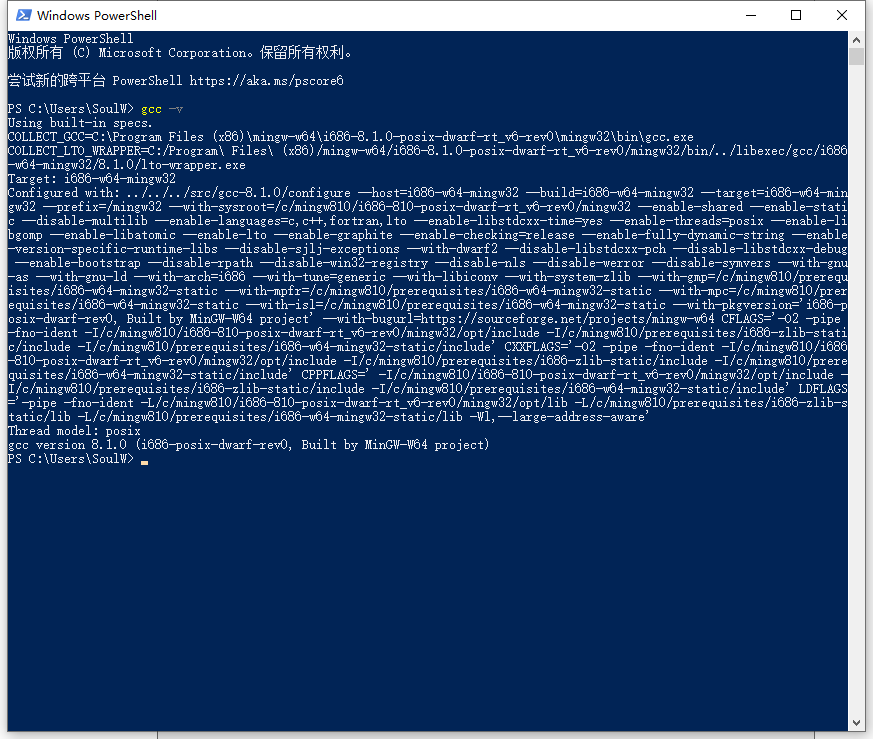 Windows PowerShell
Windows PowerShell
版权所有 (C) Microsoft Corporation。保留所有权利。
尝试新的跨平台 PowerShell https://aka.ms/pscore6
PS C:\Users\SoulW> gcc -v
Using built-in specs.
COLLECT_GCC=C:\Program Files (x86)\mingw-w64\i686-8.1.0-posix-dwarf-rt_v6-rev0\mingw32\bin\gcc.exe
COLLECT_LTO_WRAPPER=C:/Program\ Files\ (x86)/mingw-w64/i686-8.1.0-posix-dwarf-rt_v6-rev0/mingw32/bin/../libexec/gcc/i686
-w64-mingw32/8.1.0/lto-wrapper.exe
Target: i686-w64-mingw32
Configured with: ../../../src/gcc-8.1.0/configure --host=i686-w64-mingw32 --build=i686-w64-mingw32 --target=i686-w64-min
gw32 --prefix=/mingw32 --with-sysroot=/c/mingw810/i686-810-posix-dwarf-rt_v6-rev0/mingw32 --enable-shared --enable-stati
c --disable-multilib --enable-languages=c,c++,fortran,lto --enable-libstdcxx-time=yes --enable-threads=posix --enable-li
bgomp --enable-libatomic --enable-lto --enable-graphite --enable-checking=release --enable-fully-dynamic-string --enable
-version-specific-runtime-libs --disable-sjlj-exceptions --with-dwarf2 --disable-libstdcxx-pch --disable-libstdcxx-debug
 --enable-bootstrap --disable-rpath --disable-win32-registry --disable-nls --disable-werror --disable-symvers --with-gnu
-as --with-gnu-ld --with-arch=i686 --with-tune=generic --with-libiconv --with-system-zlib --with-gmp=/c/mingw810/prerequ
isites/i686-w64-mingw32-static --with-mpfr=/c/mingw810/prerequisites/i686-w64-mingw32-static --with-mpc=/c/mingw810/prer
equisites/i686-w64-mingw32-static --with-isl=/c/mingw810/prerequisites/i686-w64-mingw32-static --with-pkgversion='i686-p
osix-dwarf-rev0, Built by MinGW-W64 project' --with-bugurl=https://sourceforge.net/projects/mingw-w64 CFLAGS='-O2 -pipe 
-fno-ident -I/c/mingw810/i686-810-posix-dwarf-rt_v6-rev0/mingw32/opt/include -I/c/mingw810/prerequisites/i686-zlib-stati
c/include -I/c/mingw810/prerequisites/i686-w64-mingw32-static/include' CXXFLAGS='-O2 -pipe -fno-ident -I/c/mingw810/i686
-810-posix-dwarf-rt_v6-rev0/mingw32/opt/include -I/c/mingw810/prerequisites/i686-zlib-static/include -I/c/mingw810/prere
quisites/i686-w64-mingw32-static/include' CPPFLAGS=' -I/c/mingw810/i686-810-posix-dwarf-rt_v6-rev0/mingw32/opt/include -
I/c/mingw810/prerequisites/i686-zlib-static/include -I/c/mingw810/prerequisites/i686-w64-mingw32-static/include' LDFLAGS
='-pipe -fno-ident -L/c/mingw810/i686-810-posix-dwarf-rt_v6-rev0/mingw32/opt/lib -L/c/mingw810/prerequisites/i686-zlib-s
tatic/lib -L/c/mingw810/prerequisites/i686-w64-mingw32-static/lib -Wl,--large-address-aware'
Thread model: posix
gcc version 8.1.0 (i686-posix-dwarf-rev0, Built by MinGW-W64 project)
PS C:\Users\SoulW>